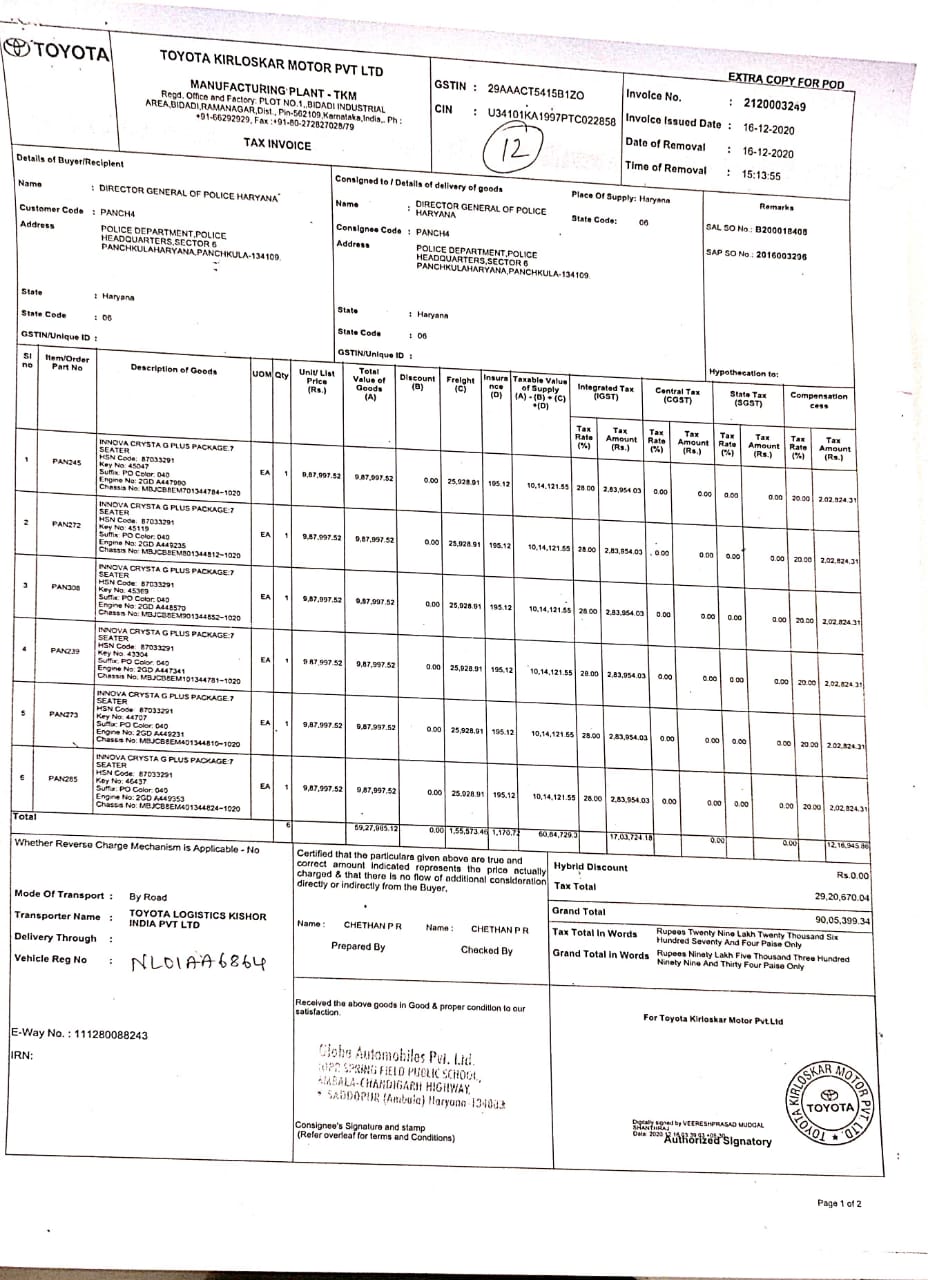 TOYOTA
TOYOTA KIRLOSKAR MOTOR PVT LTD
MANUFACTURING PLANT - TKM
Regd. Office and Factory: PLOT NO.1,,BIDADI INDUSTRIAL
AREA,BIDADI,RAMANAGAR,Dist., Pin-562109,Karnataka,India,. Ph :
+91-66292929, Fax :+91-80-272827028/79
TAX INVOICE
GSTIN : 29AAACT5415B1ZO
CIN : U34101KA1997PTC022858
12
EXTRA COPY FOR POD
Invoice No. : 2120003249
Invoice Issued Date : 16-12-2020
Date of Removal : 16-12-2020
Time of Removal : 15:13:55
Details of Buyer/Recipient
Name : DIRECTOR GENERAL OF POLICE HARYANA
Customer Code : PANCH4
Address
POLICE DEPARTMENT,POLICE
HEADQUARTERS,SECTOR 6
PANCHKULAHARYANA,PANCHKULA-134109.
State : Haryana
State Code : 06
GSTIN/Unique ID :
Consigned to / Details of delivery of goods
Place Of Supply: Haryana
Name : DIRECTOR GENERAL OF POLICE
HARYANA
State Code: 06
Consignee Code : PANCH4
Address
POLICE DEPARTMENT,POLICE
HEADQUARTERS,SECTOR 6
PANCHKULAHARYANA,PANCHKULA-134109.
State : Haryana
State Code : 06
GSTIN/Unique ID :
Remarks
SAL SO No.: B200018408
SAP SO No.: 2016003296
Hypothecation to:
Sl no Item/Order Part No Description of Goods UOM Qty Unit/ List Price (Rs.) Total Value of Goods (A) Discount (B) Freight (C) Insurance (D) Taxable Value of Supply (A) - (B) + (C) +(D) Integrated Tax (IGST) Central Tax (CGST) State Tax (SGST) Compensation cess
Tax Rate (%) Tax Amount (Rs.) Tax Rate (%) Tax Amount (Rs.) Tax Rate (%) Tax Amount (Rs.) Tax Rate (%) Tax Amount (Rs.)
INNOVA CRYSTA G PLUS PACKAGE:7
SEATER
HSN Code: 87033291
Key No: 45047
Suffix: PO Color: 040
Engine No: 2GD A447980
Chassis No: MBJCB8EM701344784-1020
1 PAN245 EA 1 9,87,997.52 9,87,997.52 0.00 25,928.91 195.12 10,14,121.55 28.00 2,83,954.03 0.00 0.00 0.00 0.00 20.00 2,02,824.31
INNOVA CRYSTA G PLUS PACKAGE:7
SEATER
HSN Code: 87033291
Key No: 45119
Suffix: PO Color: 040
Engine No: 2GD A449235
Chassis No: MBJCB8EM801344812-1020
2 PAN272 EA 1 9,87,997.52 9,87,997.52 0.00 25,928.91 195.12 10,14,121.55 28.00 2,83,954.03 0.00 0.00 0.00 0.00 20.00 2,02,824.31
INNOVA CRYSTA G PLUS PACKAGE:7
SEATER
HSN Code: 87033291
Key No: 45369
Suffix: PO Color: 040
Engine No: 2GD A448570
Chassis No: MBJCB8EM901344852-1020
3 PAN308 EA 1 9,87,997.52 9,87,997.52 0.00 25,928.91 195.12 10,14,121.55 28.00 2,83,954.03 0.00 0.00 0.00 0.00 20.00 2,02,824.31
INNOVA CRYSTA G PLUS PACKAGE:7
SEATER
HSN Code: 87033291
Key No: 43304
Suffix: PO Color: 040
Engine No: 2GD A447341
Chassis No: MBJCB8EM101344781-1020
4 PAN239 EA 1 9,87,997.52 9,87,997.52 0.00 25,928.91 195.12 10,14,121.55 28.00 2,83,954.03 0.00 0.00 0.00 0.00 20.00 2,02,824.31
INNOVA CRYSTA G PLUS PACKAGE:7
SEATER
HSN Code: 87033291
Key No: 44707
Suffix: PO Color: 040
Engine No: 2GD A449231
Chassis No: MBJCB8EM401344810-1020
5 PAN273 EA 1 9,87,997.52 9,87,997.52 0.00 25,928.91 195.12 10,14,121.55 28.00 2,83,954.03 0.00 0.00 0.00 0.00 20.00 2,02,824.31
INNOVA CRYSTA G PLUS PACKAGE:7
SEATER
HSN Code: 87033291
Key No: 46437
Suffix: PO Color: 040
Engine No: 2GD A449353
Chassis No: MBJCB8EM401344824-1020
6 PAN285 EA 1 9,87,997.52 9,87,997.52 0.00 25,928.91 195.12 10,14,121.55 28.00 2,83,954.03 0.00 0.00 0.00 0.00 20.00 2,02,824.31
Total 6 59,27,985.12 0.00 1,55,573.46 1,170.72 60,84,729.3 17,03,724.18 0.00 0.00 12,16,945.86
Whether Reverse Charge Mechanism is Applicable - No
Mode Of Transport : By Road
Transporter Name : TOYOTA LOGISTICS KISHOR
INDIA PVT LTD
Delivery Through :
Vehicle Reg No : NL01AA6864
E-Way No. : 111280088243
IRN:
Certified that the particulars given above are true and
correct amount indicated represents the price actually
charged & that there is no flow of additional consideration
directly or indirectly from the Buyer.
Name : CHETHAN P R Name : CHETHAN P R
Prepared By Checked By
Hybrid Discount Rs.0.00
Tax Total 29,20,670.04
Grand Total 90,05,399.34
Tax Total In Words Rupees Twenty Nine Lakh Twenty Thousand Six
Hundred Seventy And Four Paise Only
Grand Total In Words Rupees Ninety Lakh Five Thousand Three Hundred
Ninety Nine And Thirty Four Paise Only
Received the above goods in Good & proper condition to our
satisfaction.
Globe Automobiles Pvt. Ltd.
SPRING FIELD PUBLIC SCHOOL,
AMBALA-CHANDIGARH HIGHWAY,
SADDOPUR (Ambala) Haryana
Consignee's Signature and stamp
(Refer overleaf for terms and Conditions)
For Toyota Kirloskar Motor Pvt.Ltd
TOYOTA KIRLOSKAR MOTOR PVT LTD.
TOYOTA
Digitally signed by VEERESHPRASAD MUDGAL
SHANTHRAJ
Authorized Signatory
Page 1 of 2